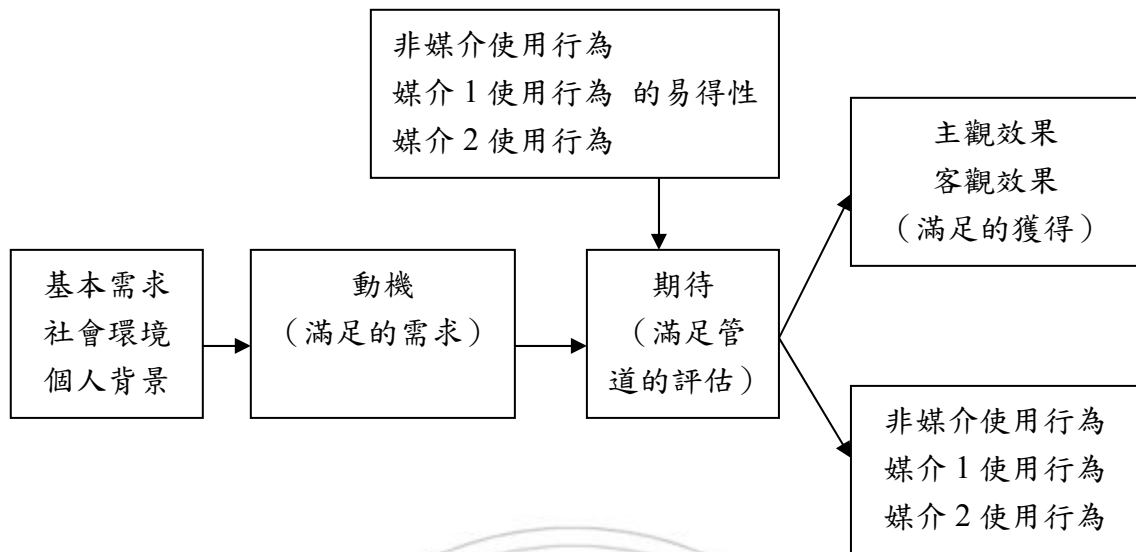 非媒介使用行為
媒介 1 使用行為 的易得性
媒介 2 使用行為
基本需求
社會環境
個人背景
動機
（滿足的需求）
期待
（滿足管
道的評估）
主觀效果
客觀效果
（滿足的獲得）
非媒介使用行為
媒介 1 使用行為
媒介 2 使用行為